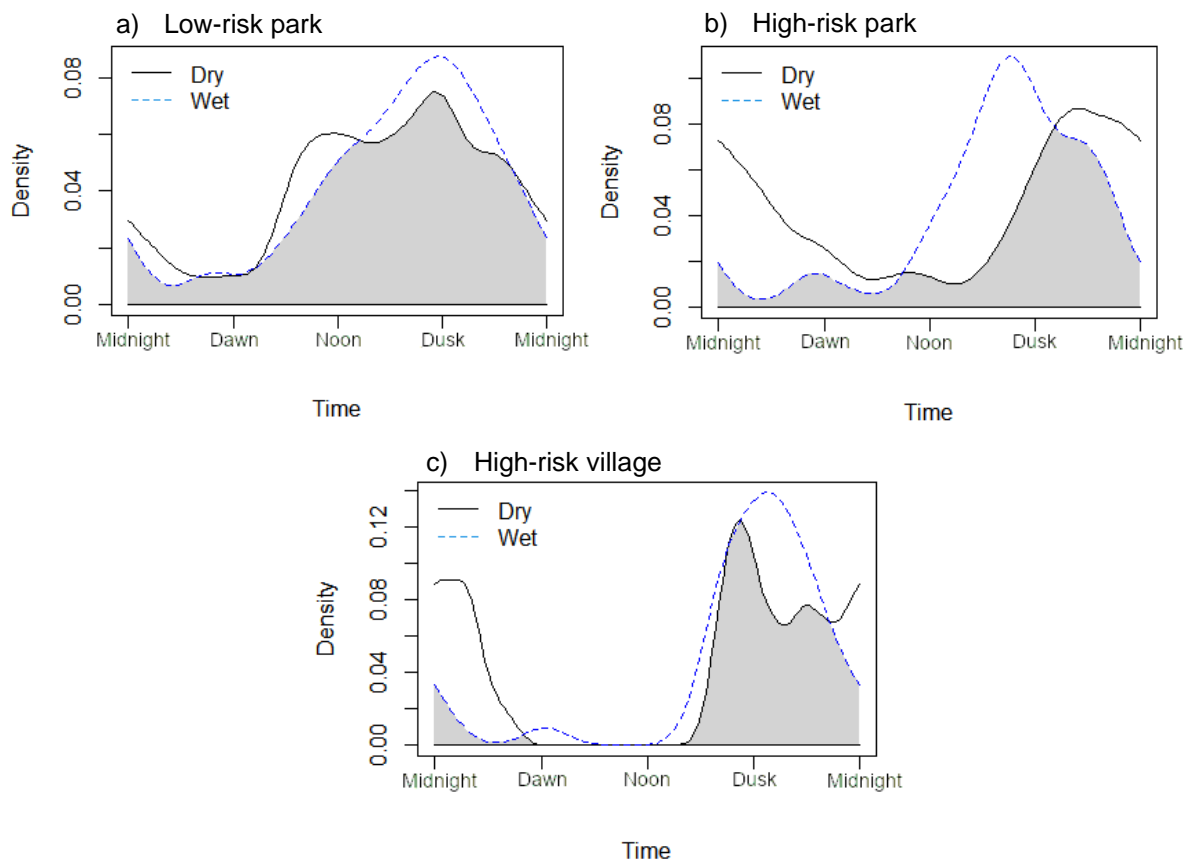 a) Low-risk park
Dry
Wet
Density
0.00
0.04
0.08
Midnight
Dawn
Noon
Dusk
Midnight
Time
b) High-risk park
Dry
Wet
Density
0.00
0.04
0.08
Midnight
Dawn
Noon
Dusk
Midnight
Time
c) High-risk village
Dry
Wet
Density
0.00
0.04
0.08
0.12
Midnight
Dawn
Noon
Dusk
Midnight
Time